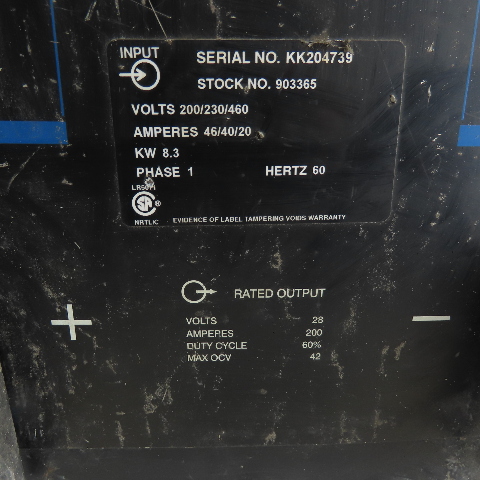 INPUT
SERIAL NO. KK204739
STOCK NO. 903365
VOLTS 200/230/460
AMPERES 46/40/20
KW 8.3
PHASE 1 HERTZ 60
NRTL/C
EVIDENCE OF LABEL TAMPERING VOIDS WARRANTY
RATED OUTPUT
+ −
VOLTS 28
AMPERES 200
DUTY CYCLE 60%
MAX OCV 42